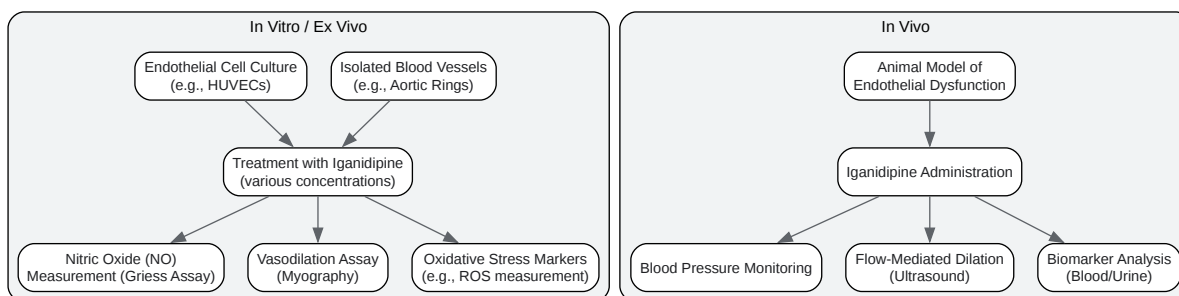 In Vitro / Ex Vivo
Endothelial Cell Culture
(e.g., HUVECs)
Isolated Blood Vessels
(e.g., Aortic Rings)
Treatment with Iganidipine
(various concentrations)
Nitric Oxide (NO)
Measurement (Griess Assay)
Vasodilation Assay
(Myography)
Oxidative Stress Markers
(e.g., ROS measurement)
In Vivo
Animal Model of
Endothelial Dysfunction
Iganidipine Administration
Blood Pressure Monitoring
Flow-Mediated Dilation
(Ultrasound)
Biomarker Analysis
(Blood/Urine)